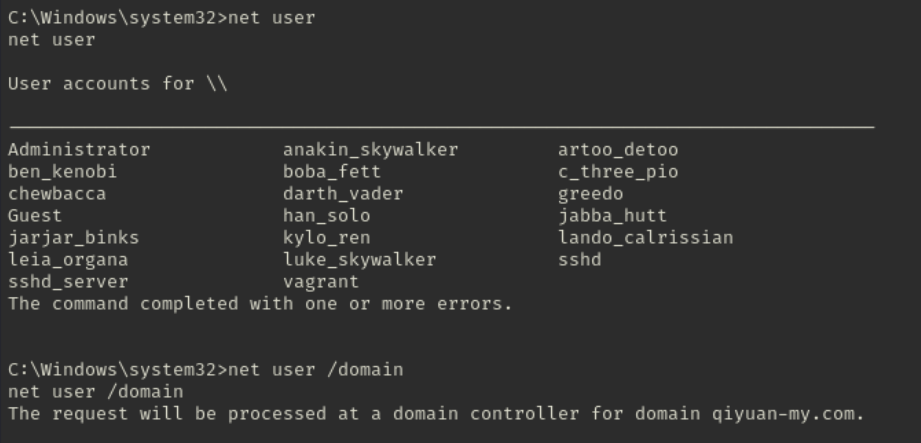 C:\Windows\system32>net user
net user
User accounts for \\
Administrator anakin_skywalker artoo_detoo
ben_kenobi boba_fett c_three_pio
chewbacca darth_vader greedo
Guest han_solo jabba_hutt
jarjar_binks kylo_ren lando_calrissian
leia_organa luke_skywalker sshd
sshd_server vagrant
The command completed with one or more errors.
C:\Windows\system32>net user /domain
net user /domain
The request will be processed at a domain controller for domain qiyuan-my.com.